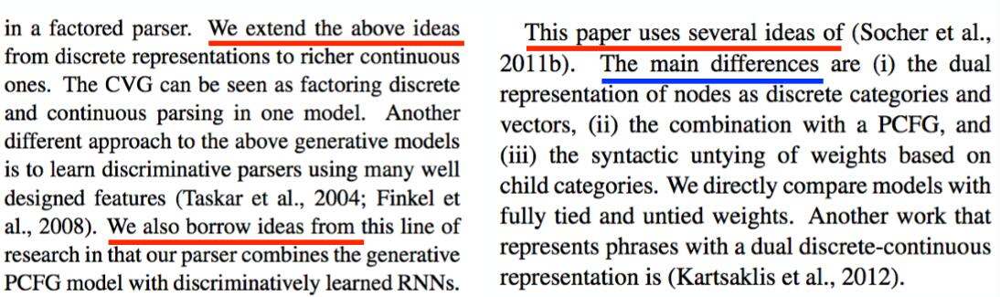 in a factored parser. We extend the above ideas
from discrete representations to richer continuous
ones. The CVG can be seen as factoring discrete
and continuous parsing in one model. Another
different approach to the above generative models
is to learn discriminative parsers using many well
designed features (Taskar et al., 2004; Finkel et
al., 2008). We also borrow ideas from this line of
research in that our parser combines the generative
PCFG model with discriminatively learned RNNs.
This paper uses several ideas of (Socher et al.,
2011b). The main differences are (i) the dual
representation of nodes as discrete categories and
vectors, (ii) the combination with a PCFG, and
(iii) the syntactic untying of weights based on
child categories. We directly compare models with
fully tied and untied weights. Another work that
represents phrases with a dual discrete-continuous
representation is (Kartsaklis et al., 2012).